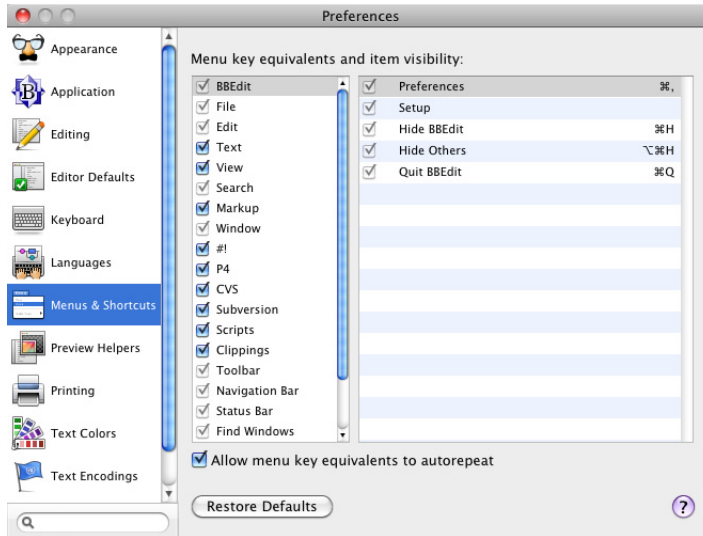 Preferences
Appearance
Application
Editing
Editor Defaults
Keyboard
Languages
Menus & Shortcuts
Preview Helpers
Printing
Text Colors
Text Encodings
Menu key equivalents and item visibility:
BBEdit
File
Edit
Text
View
Search
Markup
Window
#!
P4
CVS
Subversion
Scripts
Clippings
Toolbar
Navigation Bar
Status Bar
Find Windows
Preferences ⌘,
Setup
Hide BBEdit ⌘H
Hide Others ⌥⌘H
Quit BBEdit ⌘Q
Allow menu key equivalents to autorepeat
Restore Defaults
?